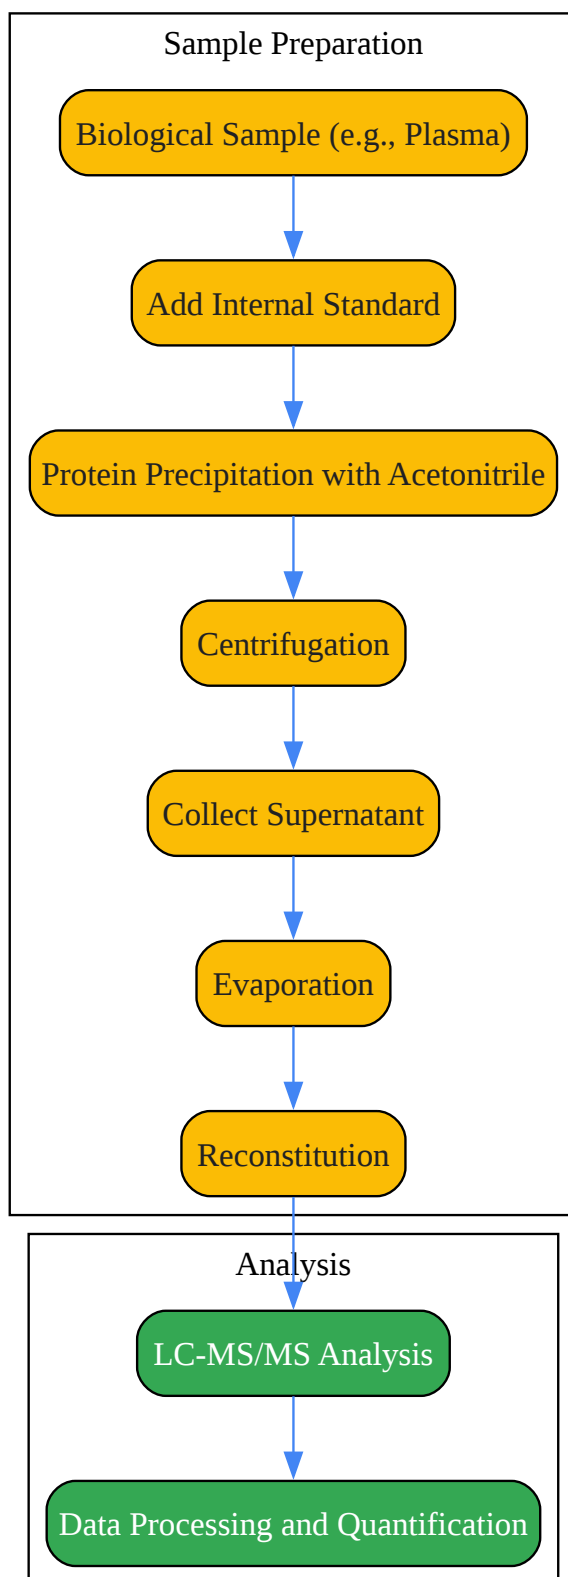 Sample Preparation
Biological Sample (e.g., Plasma)
Add Internal Standard
Protein Precipitation with Acetonitrile
Centrifugation
Collect Supernatant
Evaporation
Reconstitution
Analysis
LC-MS/MS Analysis
Data Processing and Quantification